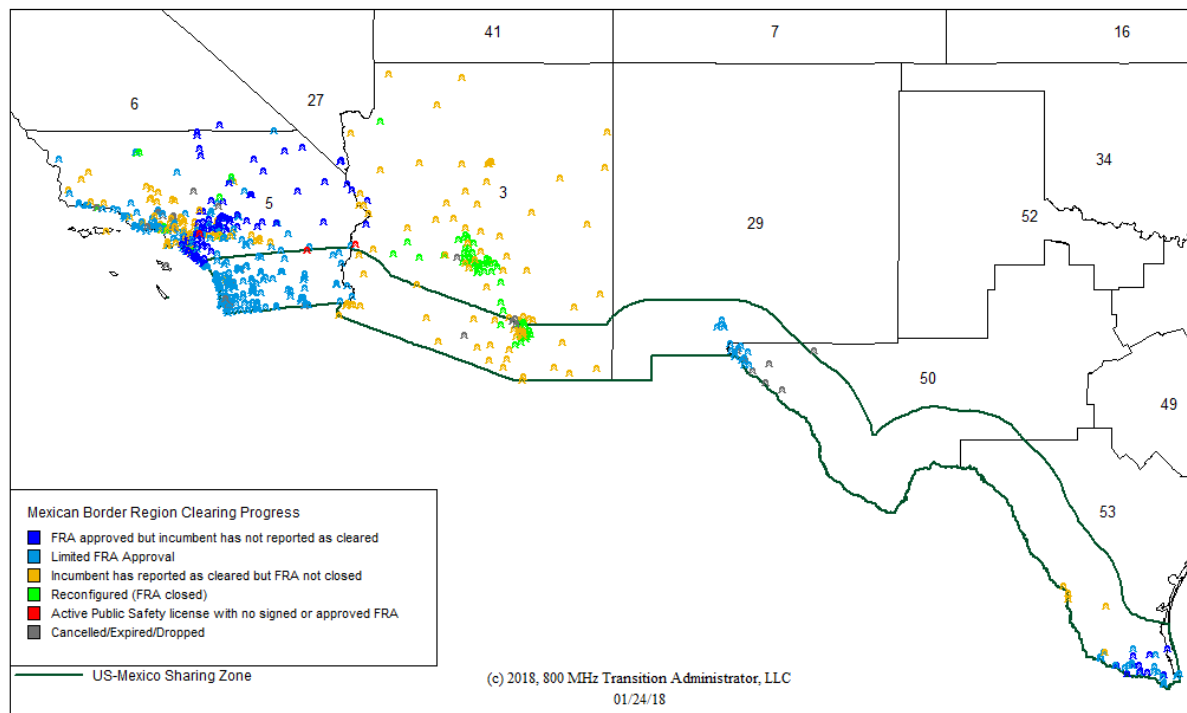 41
7
16
6
27
34
3
5
52
29
50
49
53
Mexican Border Region Clearing Progress
FRA approved but incumbent has not reported as cleared
Limited FRA Approval
Incumbent has reported as cleared but FRA not closed
Reconfigured (FRA closed)
Active Public Safety license with no signed or approved FRA
Cancelled/Expired/Dropped
US-Mexico Sharing Zone
(c) 2018, 800 MHz Transition Administrator, LLC
01/24/18